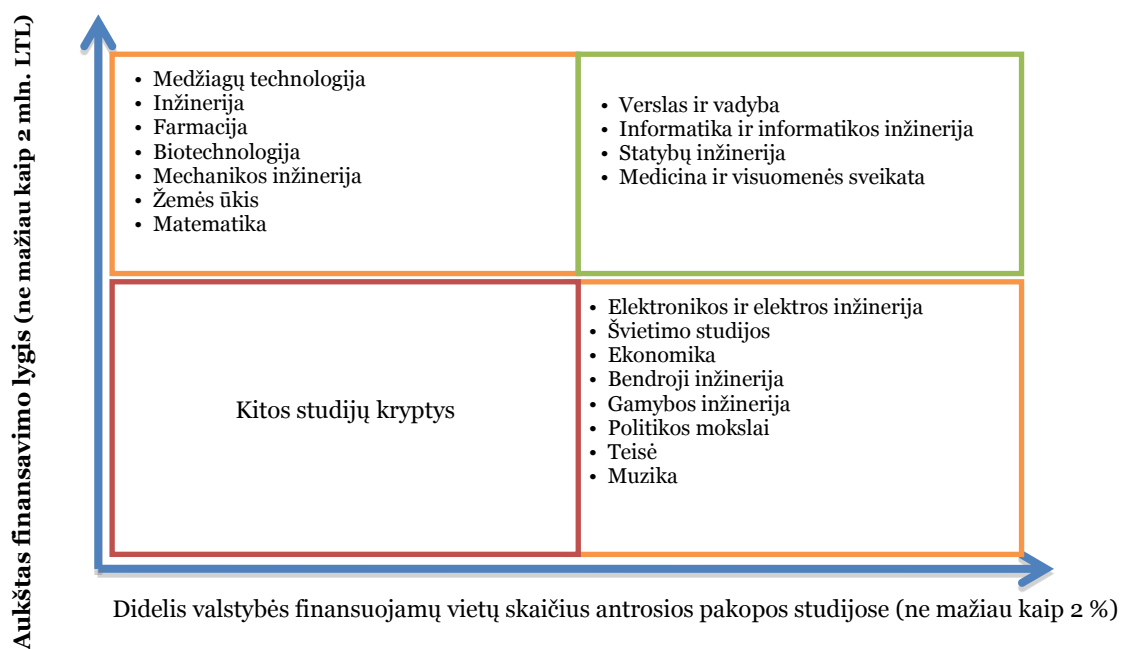 Aukštas finansavimo lygis (ne mažiau kaip 2 mln. LTL)
• Medžiagų technologija
• Inžinerija
• Farmacija
• Biotechnologija
• Mechanikos inžinerija
• Žemės ūkis
• Matematika
• Verslas ir vadyba
• Informatika ir informatikos inžinerija
• Statybų inžinerija
• Medicina ir visuomenės sveikata
Kitos studijų kryptys
• Elektronikos ir elektros inžinerija
• Švietimo studijos
• Ekonomika
• Bendroji inžinerija
• Gamybos inžinerija
• Politikos mokslai
• Teisė
• Muzika
Didelis valstybės finansuojamų vietų skaičius antrosios pakopos studijose (ne mažiau kaip 2 %)